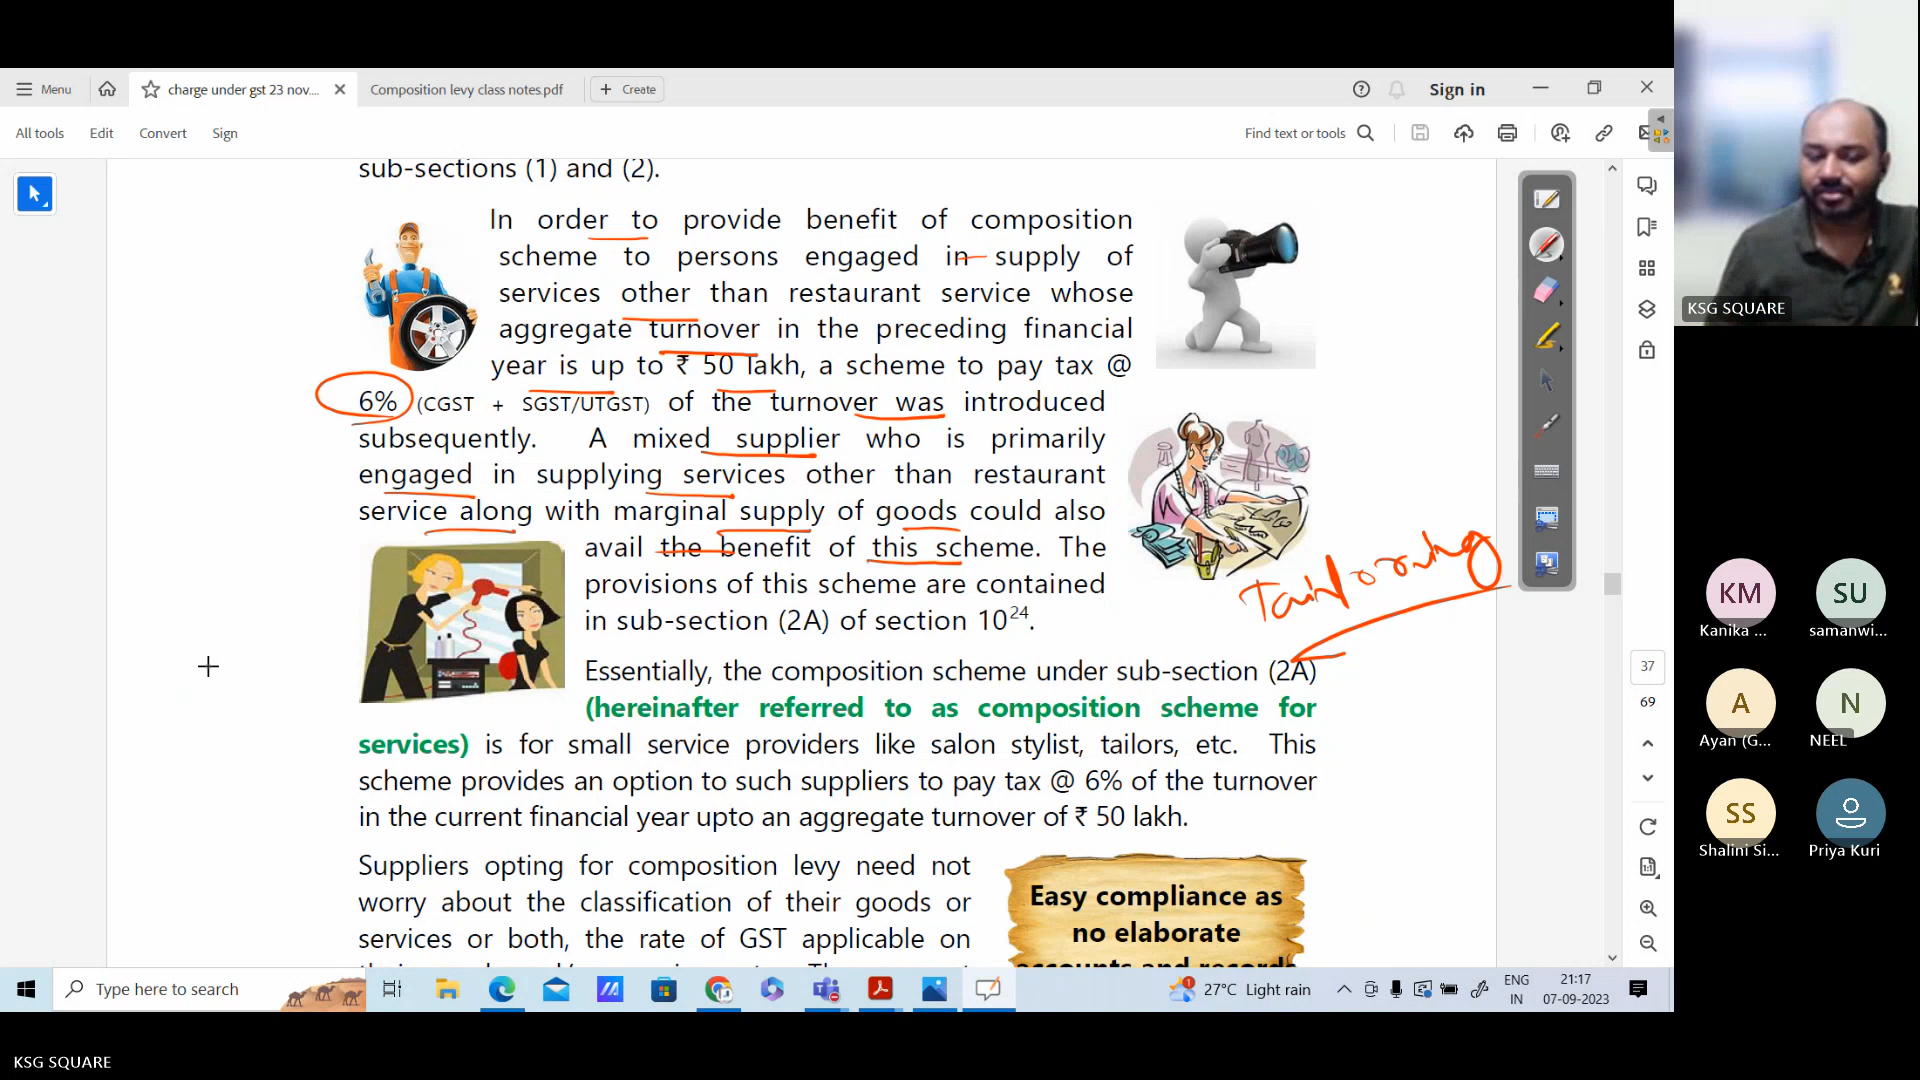 Menu
charge under gst 23 nov....
Composition levy class notes.pdf
Create
Sign in
All tools
Edit
Convert
Sign
Find text or tools
sub-sections (1) and (2).
In order to provide benefit of composition
scheme to persons engaged in supply of
services other than restaurant service whose
aggregate turnover in the preceding financial
year is up to ₹ 50 lakh, a scheme to pay tax @
6% (CGST + SGST/UTGST) of the turnover was introduced
subsequently. A mixed supplier who is primarily
engaged in supplying services other than restaurant
service along with marginal supply of goods could also
avail the benefit of this scheme. The
provisions of this scheme are contained
in sub-section (2A) of section 10²⁴.
Essentially, the composition scheme under sub-section (2A)
(hereinafter referred to as composition scheme for
services) is for small service providers like salon stylist, tailors, etc. This
scheme provides an option to such suppliers to pay tax @ 6% of the turnover
in the current financial year upto an aggregate turnover of ₹ 50 lakh.
Suppliers opting for composition levy need not
worry about the classification of their goods or
services or both, the rate of GST applicable on
Easy compliance as
no elaborate
accounts and records
37
69
KSG SQUARE
KM
Kanika ...
SU
samanwi...
A
Ayan (G...
N
NEEL
SS
Shalini Si...
Priya Kuri
Type here to search
27°C Light rain
ENG
IN
21:17
07-09-2023
KSG SQUARE